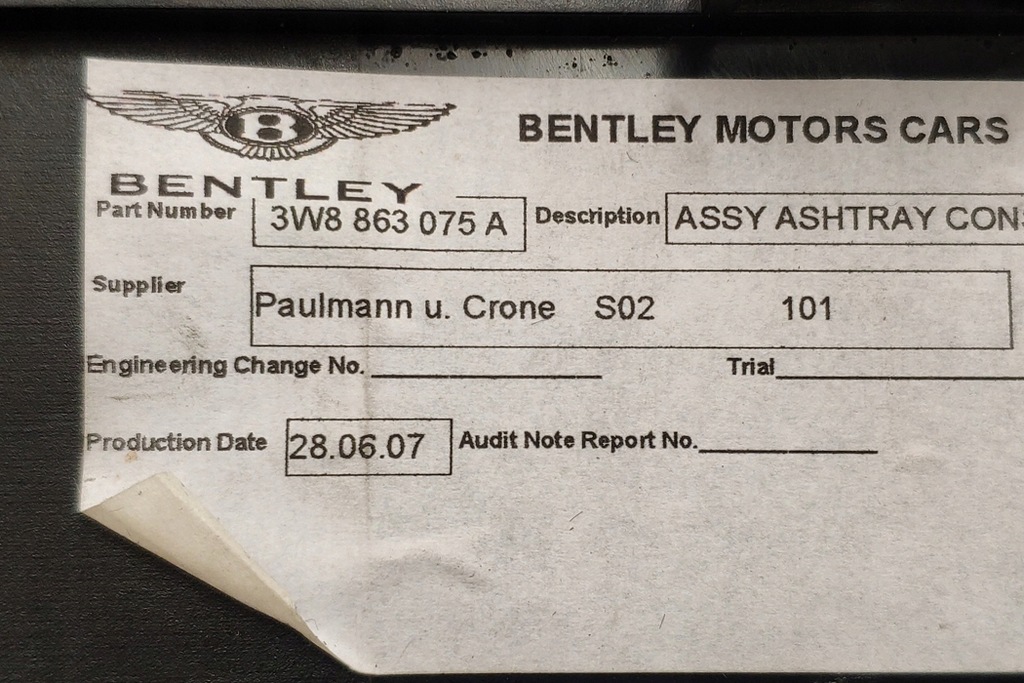 B
BENTLEY
BENTLEY MOTORS CARS
Part Number 3W8 863 075 A Description ASSY ASHTRAY CON
Supplier Paulmann u. Crone S02 101
Engineering Change No. Trial
Production Date 28.06.07 Audit Note Report No.